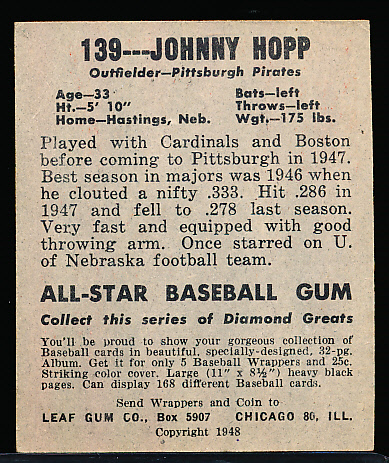 139---JOHNNY HOPP
Outfielder—Pittsburgh Pirates
Age—33 Bats—left
Ht.-5' 10" Throws—left
Home—Hastings, Neb. Wgt.—175 lbs.
Played with Cardinals and Boston
before coming to Pittsburgh in 1947.
Best season in majors was 1946 when
he clouted a nifty .333. Hit .286 in
1947 and fell to .278 last season.
Very fast and equipped with good
throwing arm. Once starred on U.
of Nebraska football team.
ALL-STAR BASEBALL GUM
Collect this series of Diamond Greats
You'll be proud to show your gorgeous collection of
Baseball cards in beautiful, specially-designed, 32-pg.
Album. Get it for only 5 Baseball Wrappers and 25c.
Striking color cover. Large (11" x 8½") heavy black
pages. Can display 168 different Baseball cards.
Send Wrappers and Coin to
LEAF GUM CO., Box 5907 CHICAGO 80, ILL.
Copyright 1948